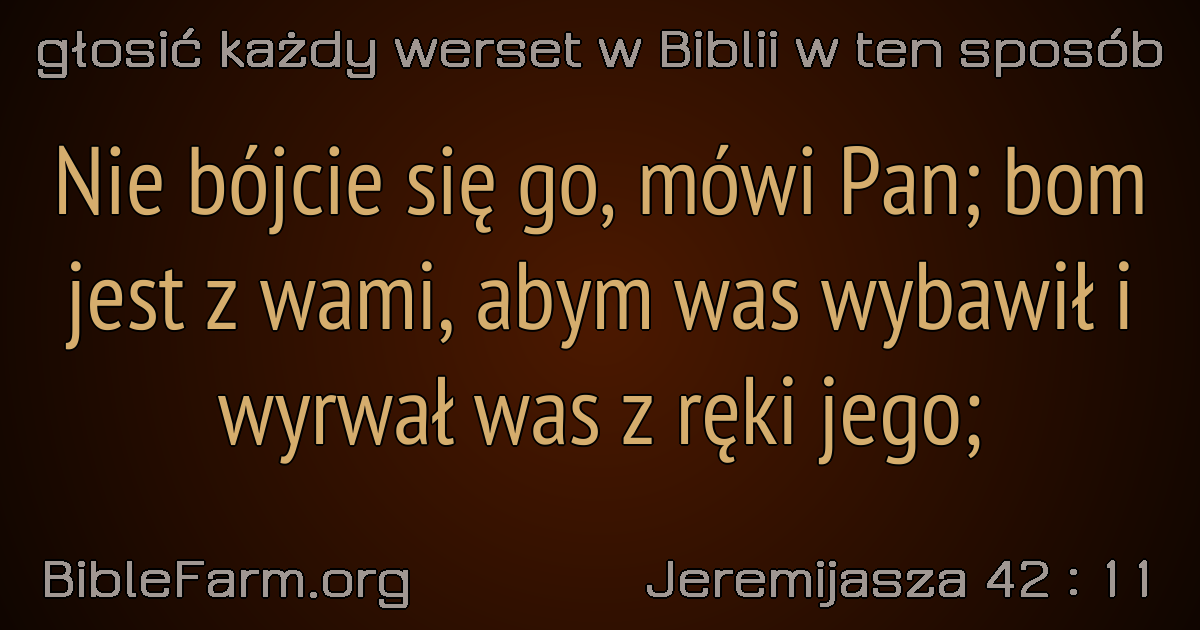 głosić każdy werset w Biblii w ten sposób
Nie bójcie się go, mówi Pan; bom
jest z wami, abym was wybawił i
wyrwał was z ręki jego;
BibleFarm.org
Jeremijasza 42 : 11